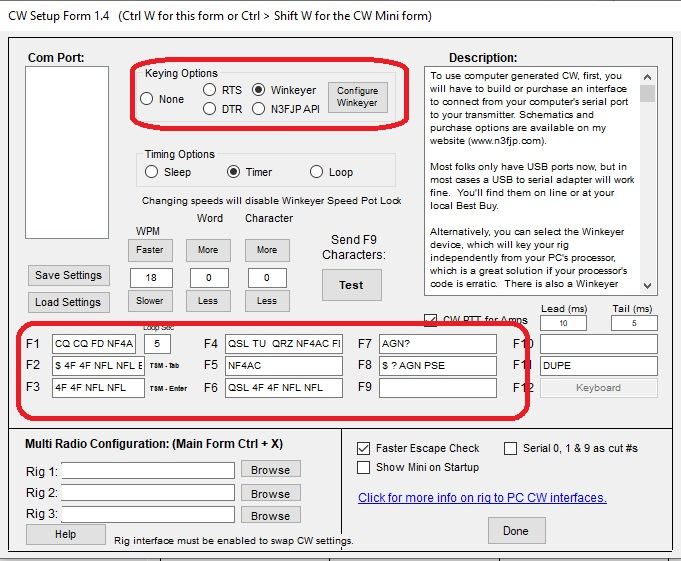 CW Setup Form 1.4 (Ctrl W for this form or Ctrl > Shift W for the CW Mini form)
Com Port:
Keying Options
None
RTS
Winkeyer
DTR
N3FJP API
Configure
Winkeyer
Timing Options
Sleep
Timer
Loop
Changing speeds will disable Winkeyer Speed Pot Lock
Word
Character
WPM
Faster
More
More
18
0
0
Slower
Less
Less
Save Settings
Load Settings
Send F9
Characters:
Test
Description:
To use computer generated CW, first, you
will have to build or purchase an interface
to connect from your computer's serial port
to your transmitter. Schematics and
purchase options are available on my
website (www.n3fjp.com).
Most folks only have USB ports now, but in
most cases a USB to serial adapter will work
fine. You'll find them on line or at your
local Best Buy.
Alternatively, you can select the Winkeyer
device, which will key your rig
independently from your PC's processor,
which is a great solution if your processor's
code is erratic. There is also a Winkeyer
CW PTT for Amps
Lead (ms)
Tail (ms)
10
5
Loop Sec
F1
CQ CQ FD NF4A
5
F4
QSL TU QRZ NF4AC
F7
AGN?
F10
F2
$ 4F 4F NFL NFL
TSM - Tab
F5
NF4AC
F8
$ ? AGN PSE
DUPE
F3
4F 4F NFL NFL
TSM - Enter
F6
QSL 4F 4F NFL NFL
F9
F12
Keyboard
Multi Radio Configuration: (Main Form Ctrl + X)
Rig 1:
Browse
Rig 2:
Browse
Rig 3:
Browse
Help
Rig interface must be enabled to swap CW settings.
Faster Escape Check
Serial 0, 1 & 9 as cut #s
Show Mini on Startup
Click for more info on rig to PC CW interfaces.
Done